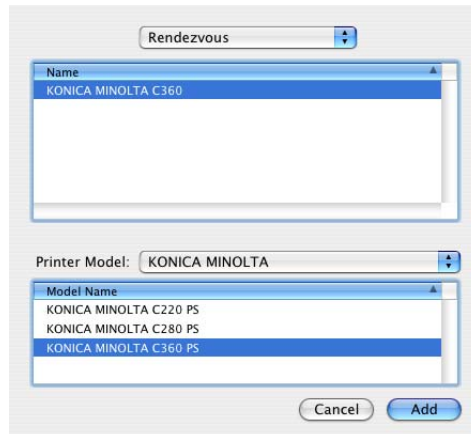 Rendezvous
Name
KONICA MINOLTA C360
Printer Model: KONICA MINOLTA
Model Name
KONICA MINOLTA C220 PS
KONICA MINOLTA C280 PS
KONICA MINOLTA C360 PS
Cancel Add